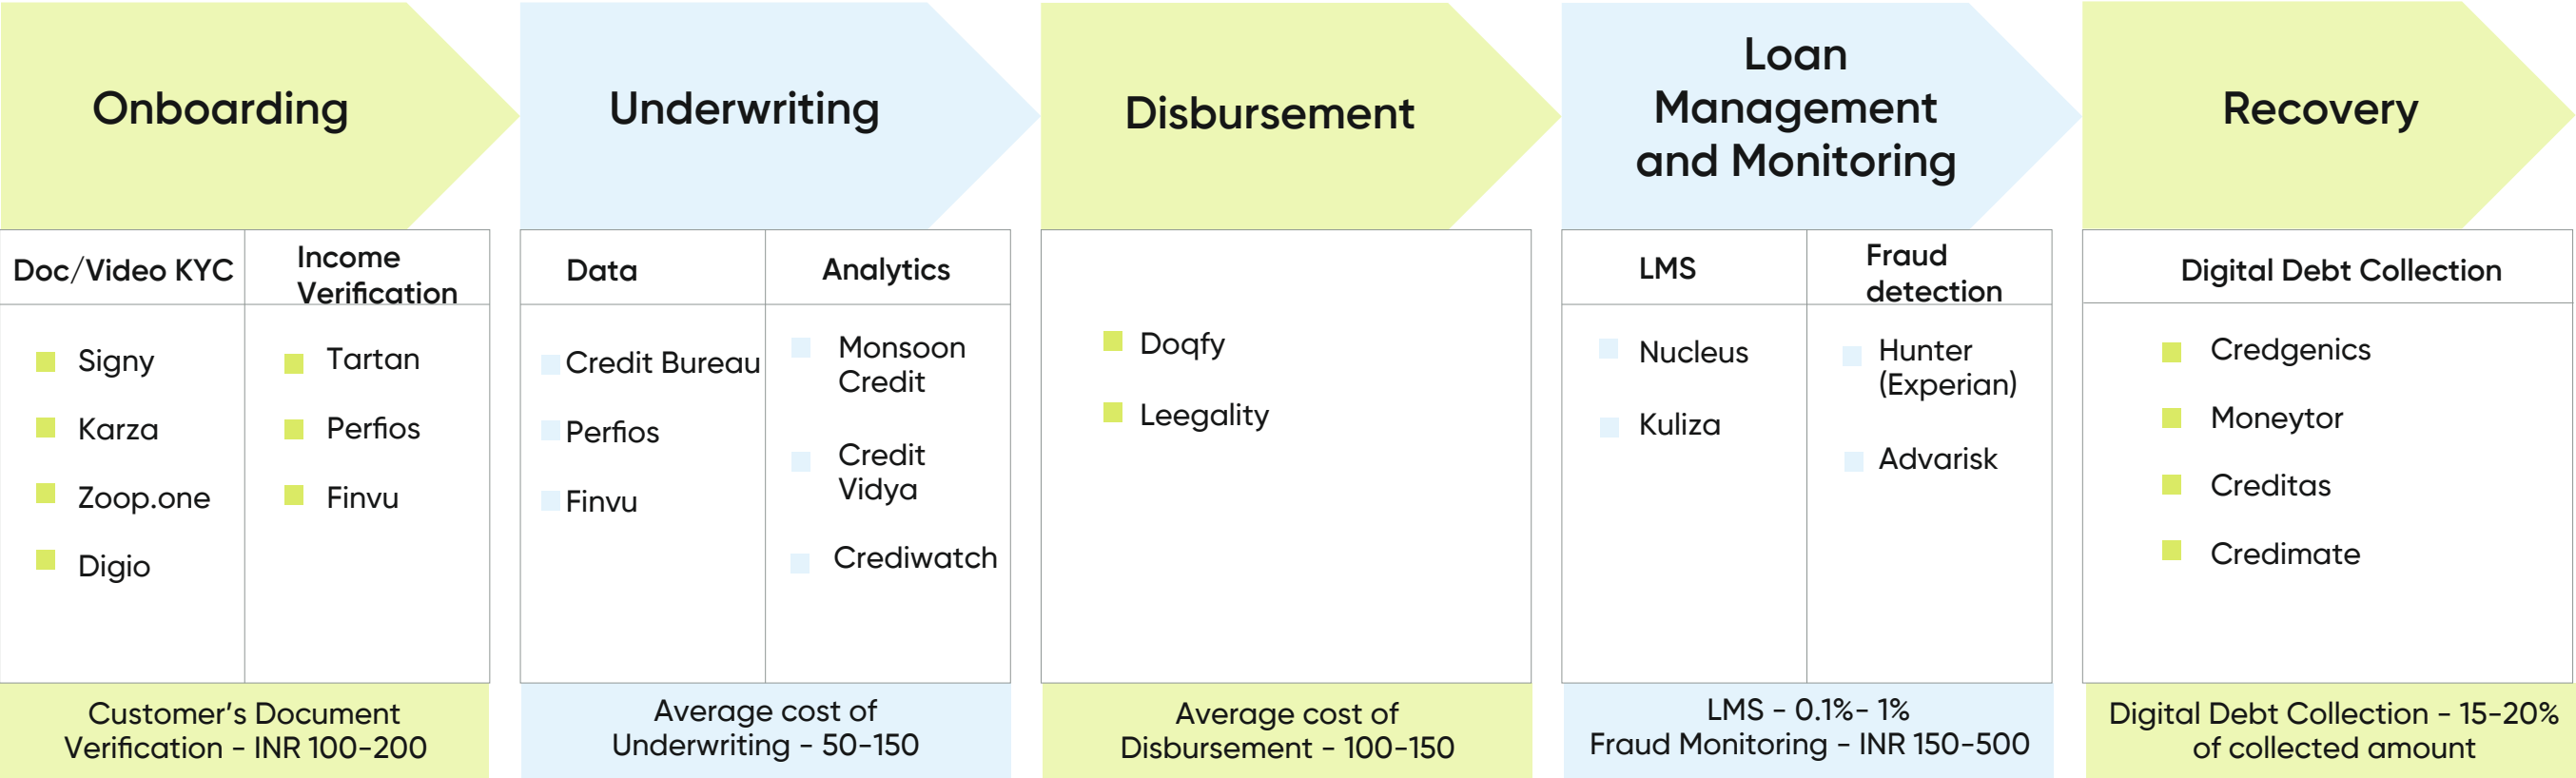 Onboarding
Underwriting
Disbursement
Loan
Management
and Monitoring
Recovery
Doc/Video KYC
Income
Verification
Signy
Karza
Zoop.one
Digio
Tartan
Perfios
Finvu
Customer's Document
Verification - INR 100-200
Data
Analytics
Credit Bureau
Perfios
Finvu
Monsoon
Credit
Credit
Vidya
Crediwatch
Average cost of
Underwriting - 50-150
Doqfy
Leegality
Average cost of
Disbursement - 100-150
LMS
Fraud
detection
Nucleus
Kuliza
Hunter
(Experian)
Advarisk
LMS - 0.1%- 1%
Fraud Monitoring - INR 150-500
Digital Debt Collection
Credgenics
Moneytor
Creditas
Credimate
Digital Debt Collection - 15-20%
of collected amount